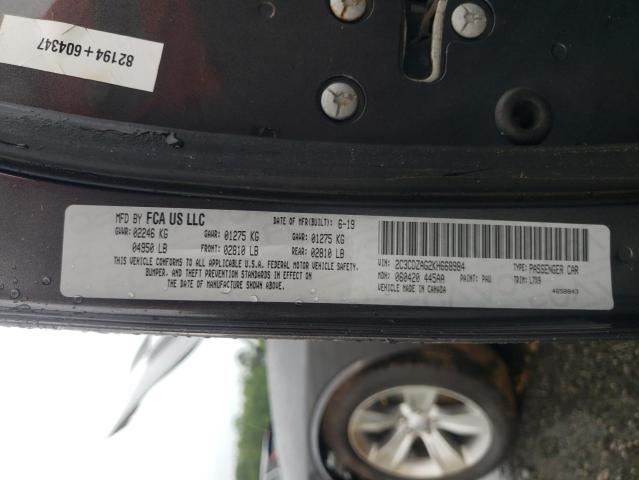 82194+604347
MFD BY FCA US LLC DATE OF MFR(BUILT): 6-19
GVWR: 02246 KG GAWR: 01275 KG GAWR: 01275 KG
04950 LB FRONT: 02810 LB REAR: 02810 LB
THIS VEHICLE CONFORMS TO ALL APPLICABLE U.S.A. FEDERAL MOTOR VEHICLE SAFETY,
BUMPER, AND THEFT PREVENTION STANDARDS IN EFFECT ON
THE DATE OF MANUFACTURE SHOWN ABOVE.
VIN: 2C3CDZAG2KH668984 TYPE: PASSENGER CAR
MDH: 060420 445AA PAINT: PAU TRIM: L7X9
VEHICLE MADE IN CANADA 4658843